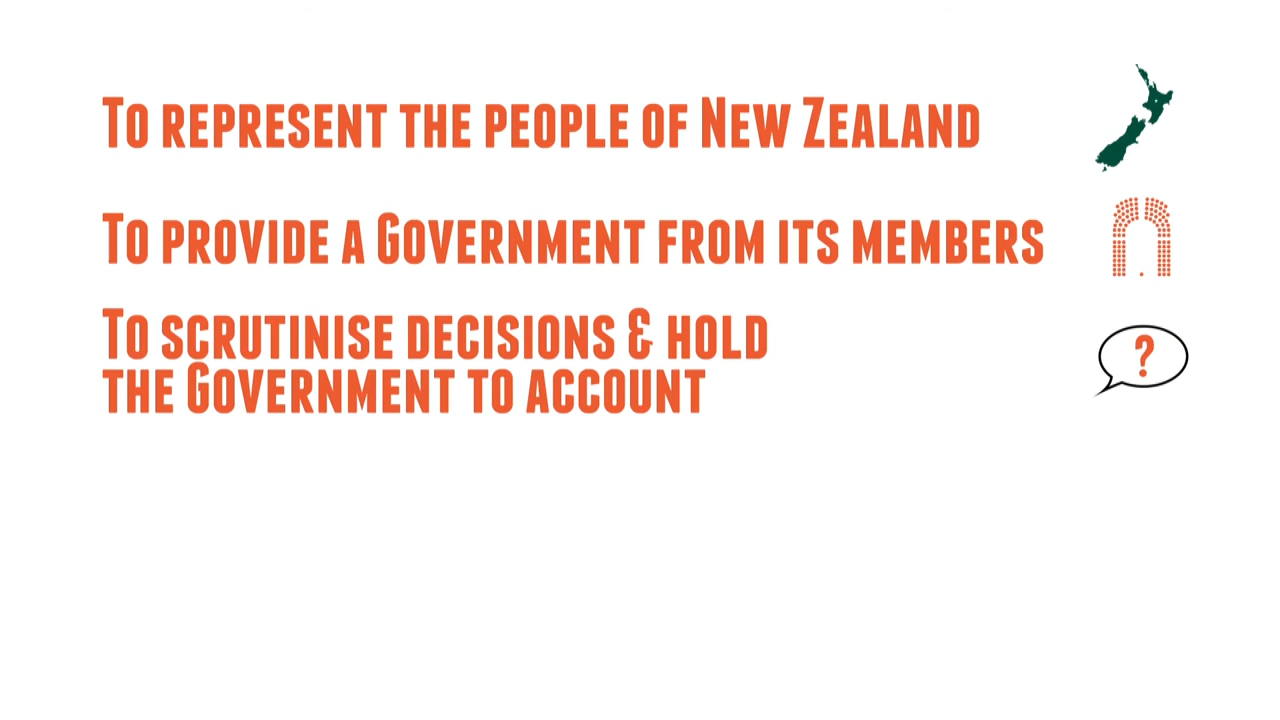 To represent the people of New Zealand
To provide a Government from its members
To scrutinise decisions & hold
the Government to account
?